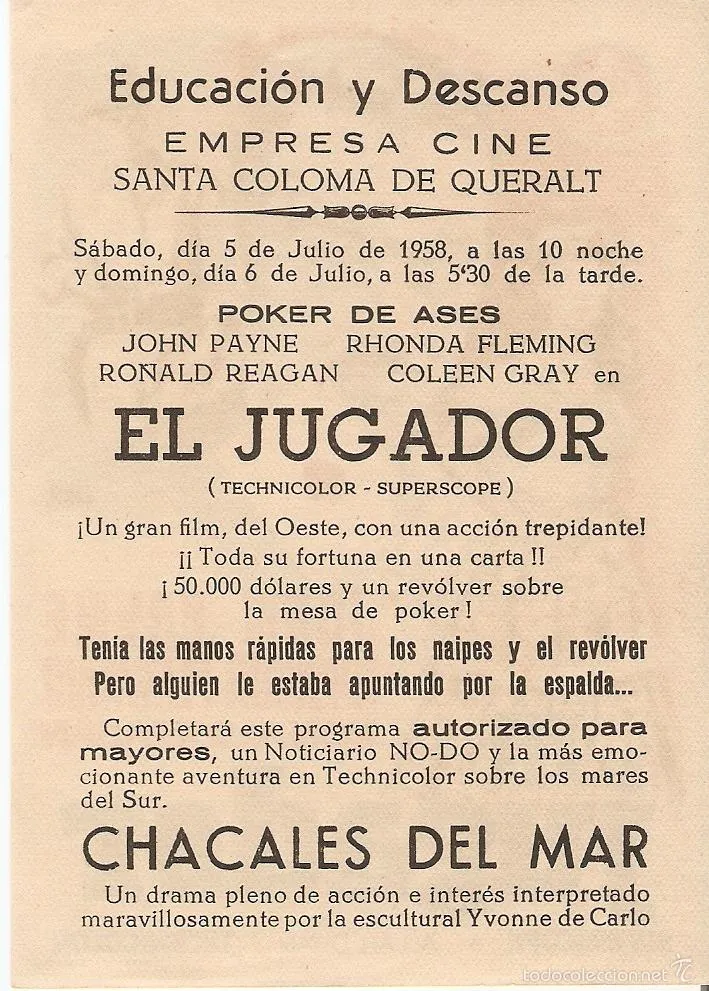 Educación y Descanso
EMPRESA CINE
SANTA COLOMA DE QUERALT
Sábado, día 5 de Julio de 1958, a las 10 noche
y domingo, día 6 de Julio, a las 5'30 de la tarde.
POKER DE ASES
JOHN PAYNE RHONDA FLEMING
RONALD REAGAN COLEEN GRAY en
EL JUGADOR
( TECHNICOLOR - SUPERSCOPE )
¡Un gran film, del Oeste, con una acción trepidante!
¡¡ Toda su fortuna en una carta !!
¡ 50.000 dólares y un revólver sobre
la mesa de poker !
Tenía las manos rápidas para los naipes y el revólver
Pero alguien le estaba apuntando por la espalda...
Completará este programa autorizado para
mayores, un Noticiario NO-DO y la más emo-
cionante aventura en Technicolor sobre los mares
del Sur.
CHACALES DEL MAR
Un drama pleno de acción e interés interpretado
maravillosamente por la escultural Yvonne de Carlo
todocoleccion.net